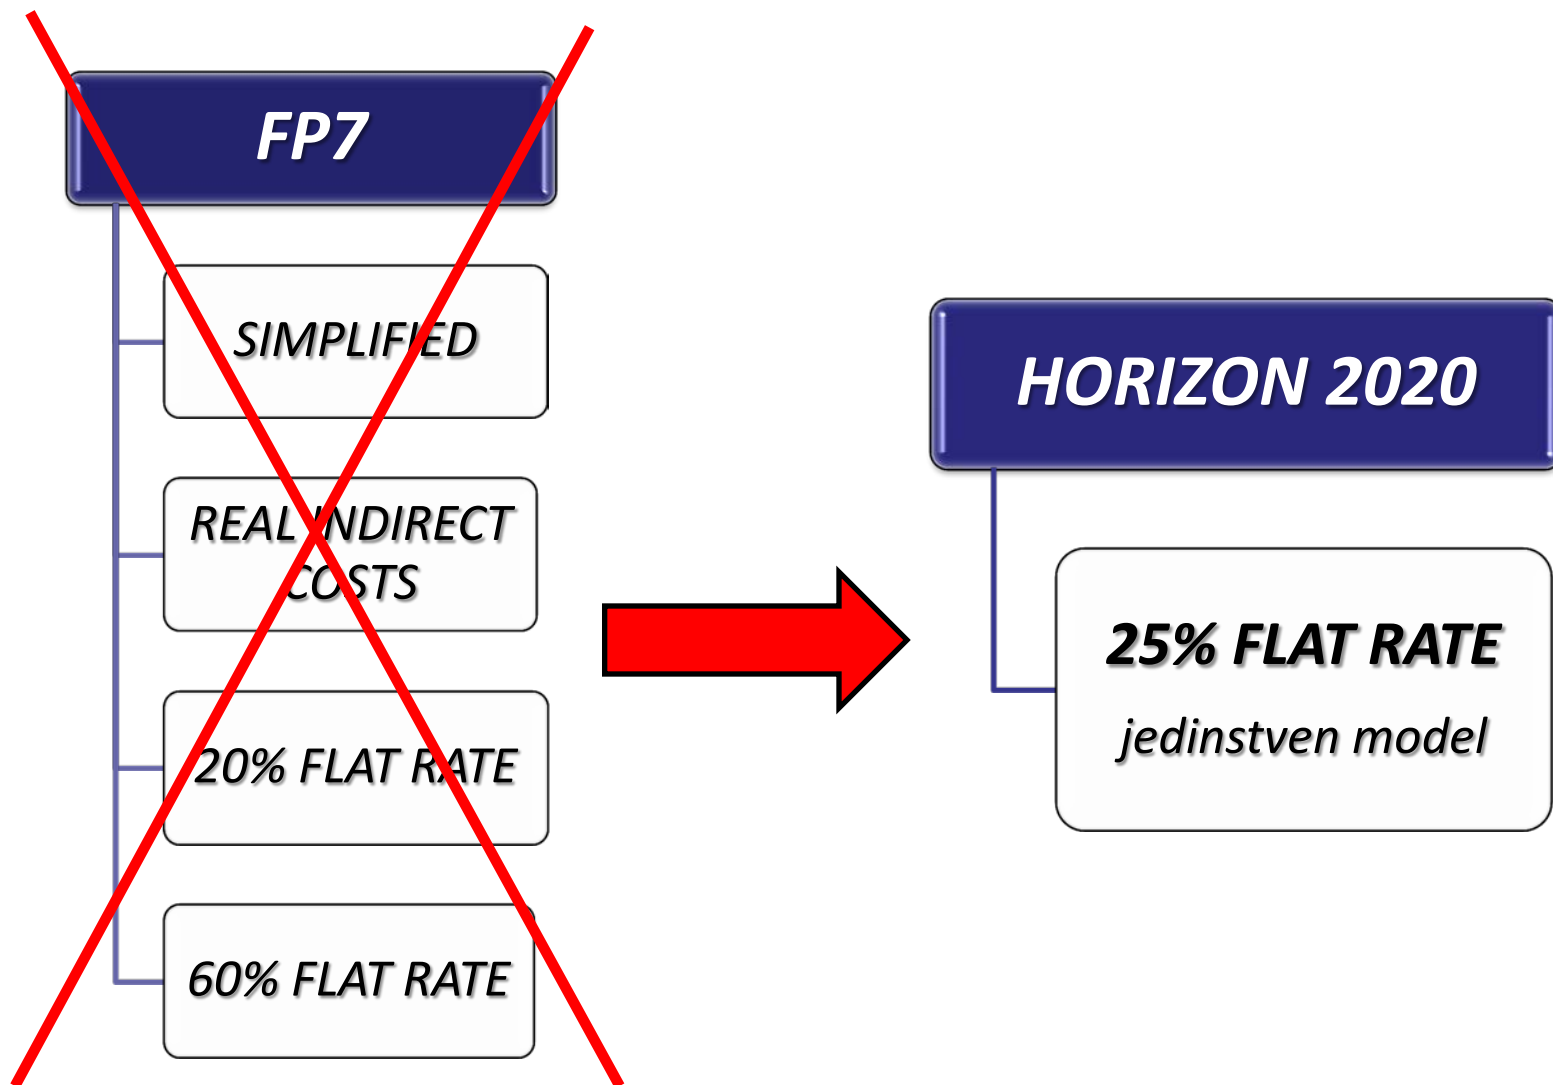 FP7
SIMPLIFIED
REAL INDIRECT
COSTS
20% FLAT RATE
60% FLAT RATE
HORIZON 2020
25% FLAT RATE
jedinstven model